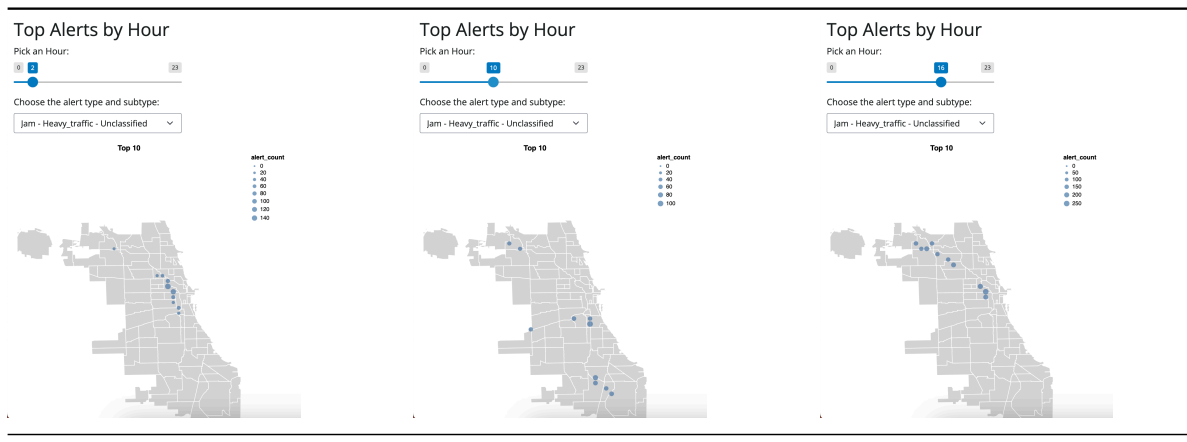 Top Alerts by Hour
Pick an Hour:
0 2 23
Choose the alert type and subtype:
Jam - Heavy_traffic - Unclassified
Top 10
alert_count
0
20
40
60
80
100
120
140
Top Alerts by Hour
Pick an Hour:
0 10 23
Choose the alert type and subtype:
Jam - Heavy_traffic - Unclassified
Top 10
alert_count
0
20
40
60
80
100
Top Alerts by Hour
Pick an Hour:
0 16 23
Choose the alert type and subtype:
Jam - Heavy_traffic - Unclassified
Top 10
alert_count
0
50
100
150
200
250